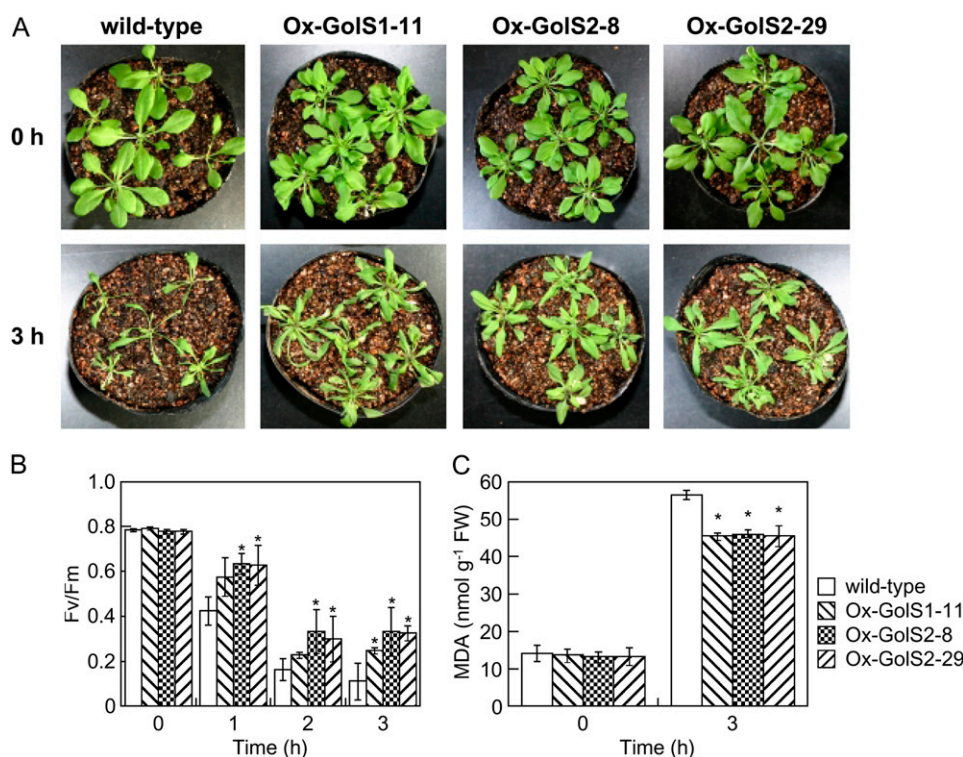 A
wild-type Ox-GolS1-11 Ox-GolS2-8 Ox-GolS2-29
0 h
3 h
B
1.0
0.8
0.6
0.4
0.2
0
Fv/Fm
* *
* *
* * *
0 1 2 3
Time (h)
C
60
50
40
30
20
10
0
MDA (nmol g⁻¹ FW)
* * *
0 3
Time (h)
wild-type
Ox-GolS1-11
Ox-GolS2-8
Ox-GolS2-29